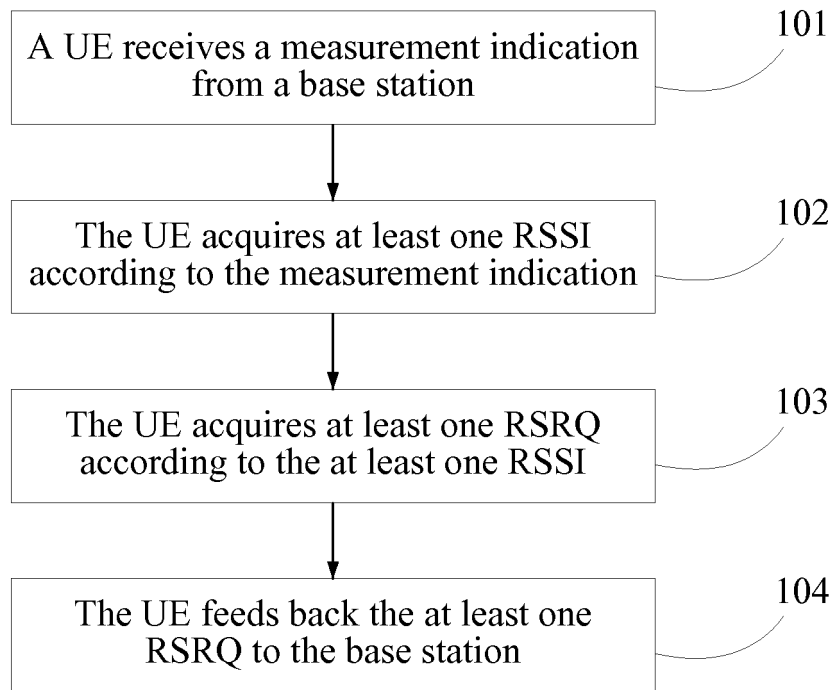 A UE receives a measurement indication
from a base station
101
The UE acquires at least one RSSI
according to the measurement indication
102
The UE acquires at least one RSRQ
according to the at least one RSSI
103
The UE feeds back the at least one
RSRQ to the base station
104